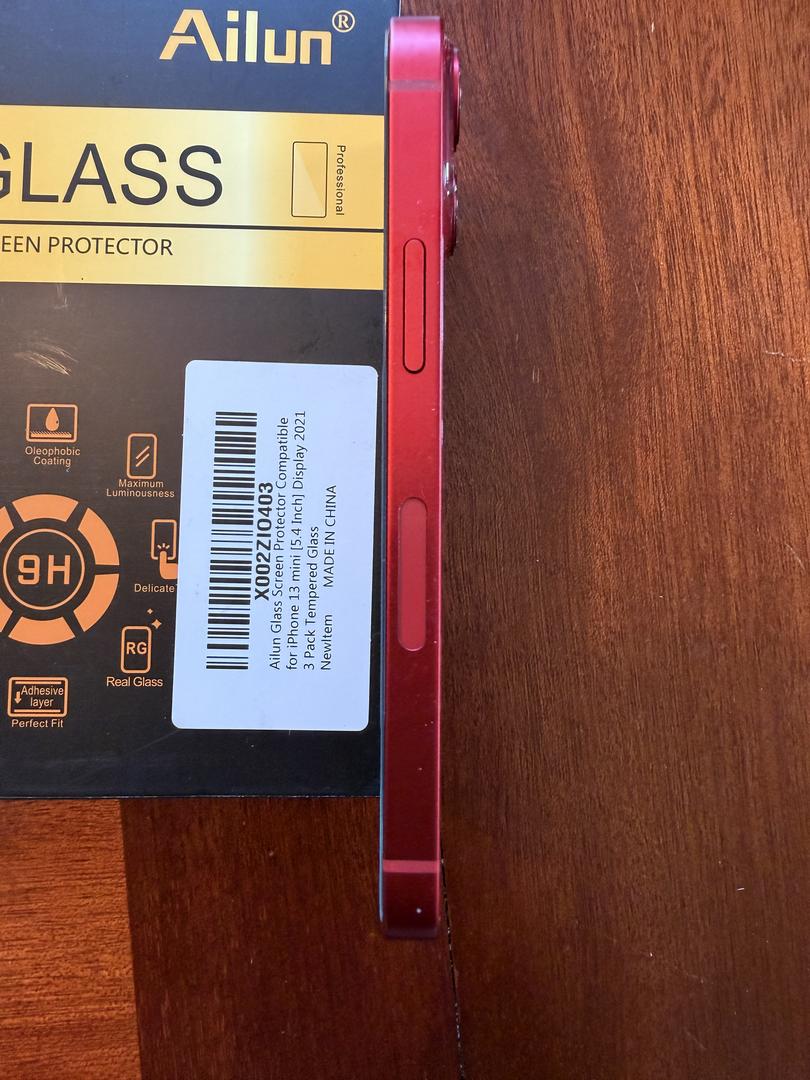 Ailun®
GLASS
Professional
EEN PROTECTOR
Oleophobic
Coating
Maximum
Luminousness
9H
Delicate
RG
Real Glass
Adhesive
layer
Perfect Fit
X002ZIO403
Ailun Glass Screen Protector Compatible
for iPhone 13 mini [5.4 Inch] Display 2021
3 Pack Tempered Glass
NewItem MADE IN CHINA